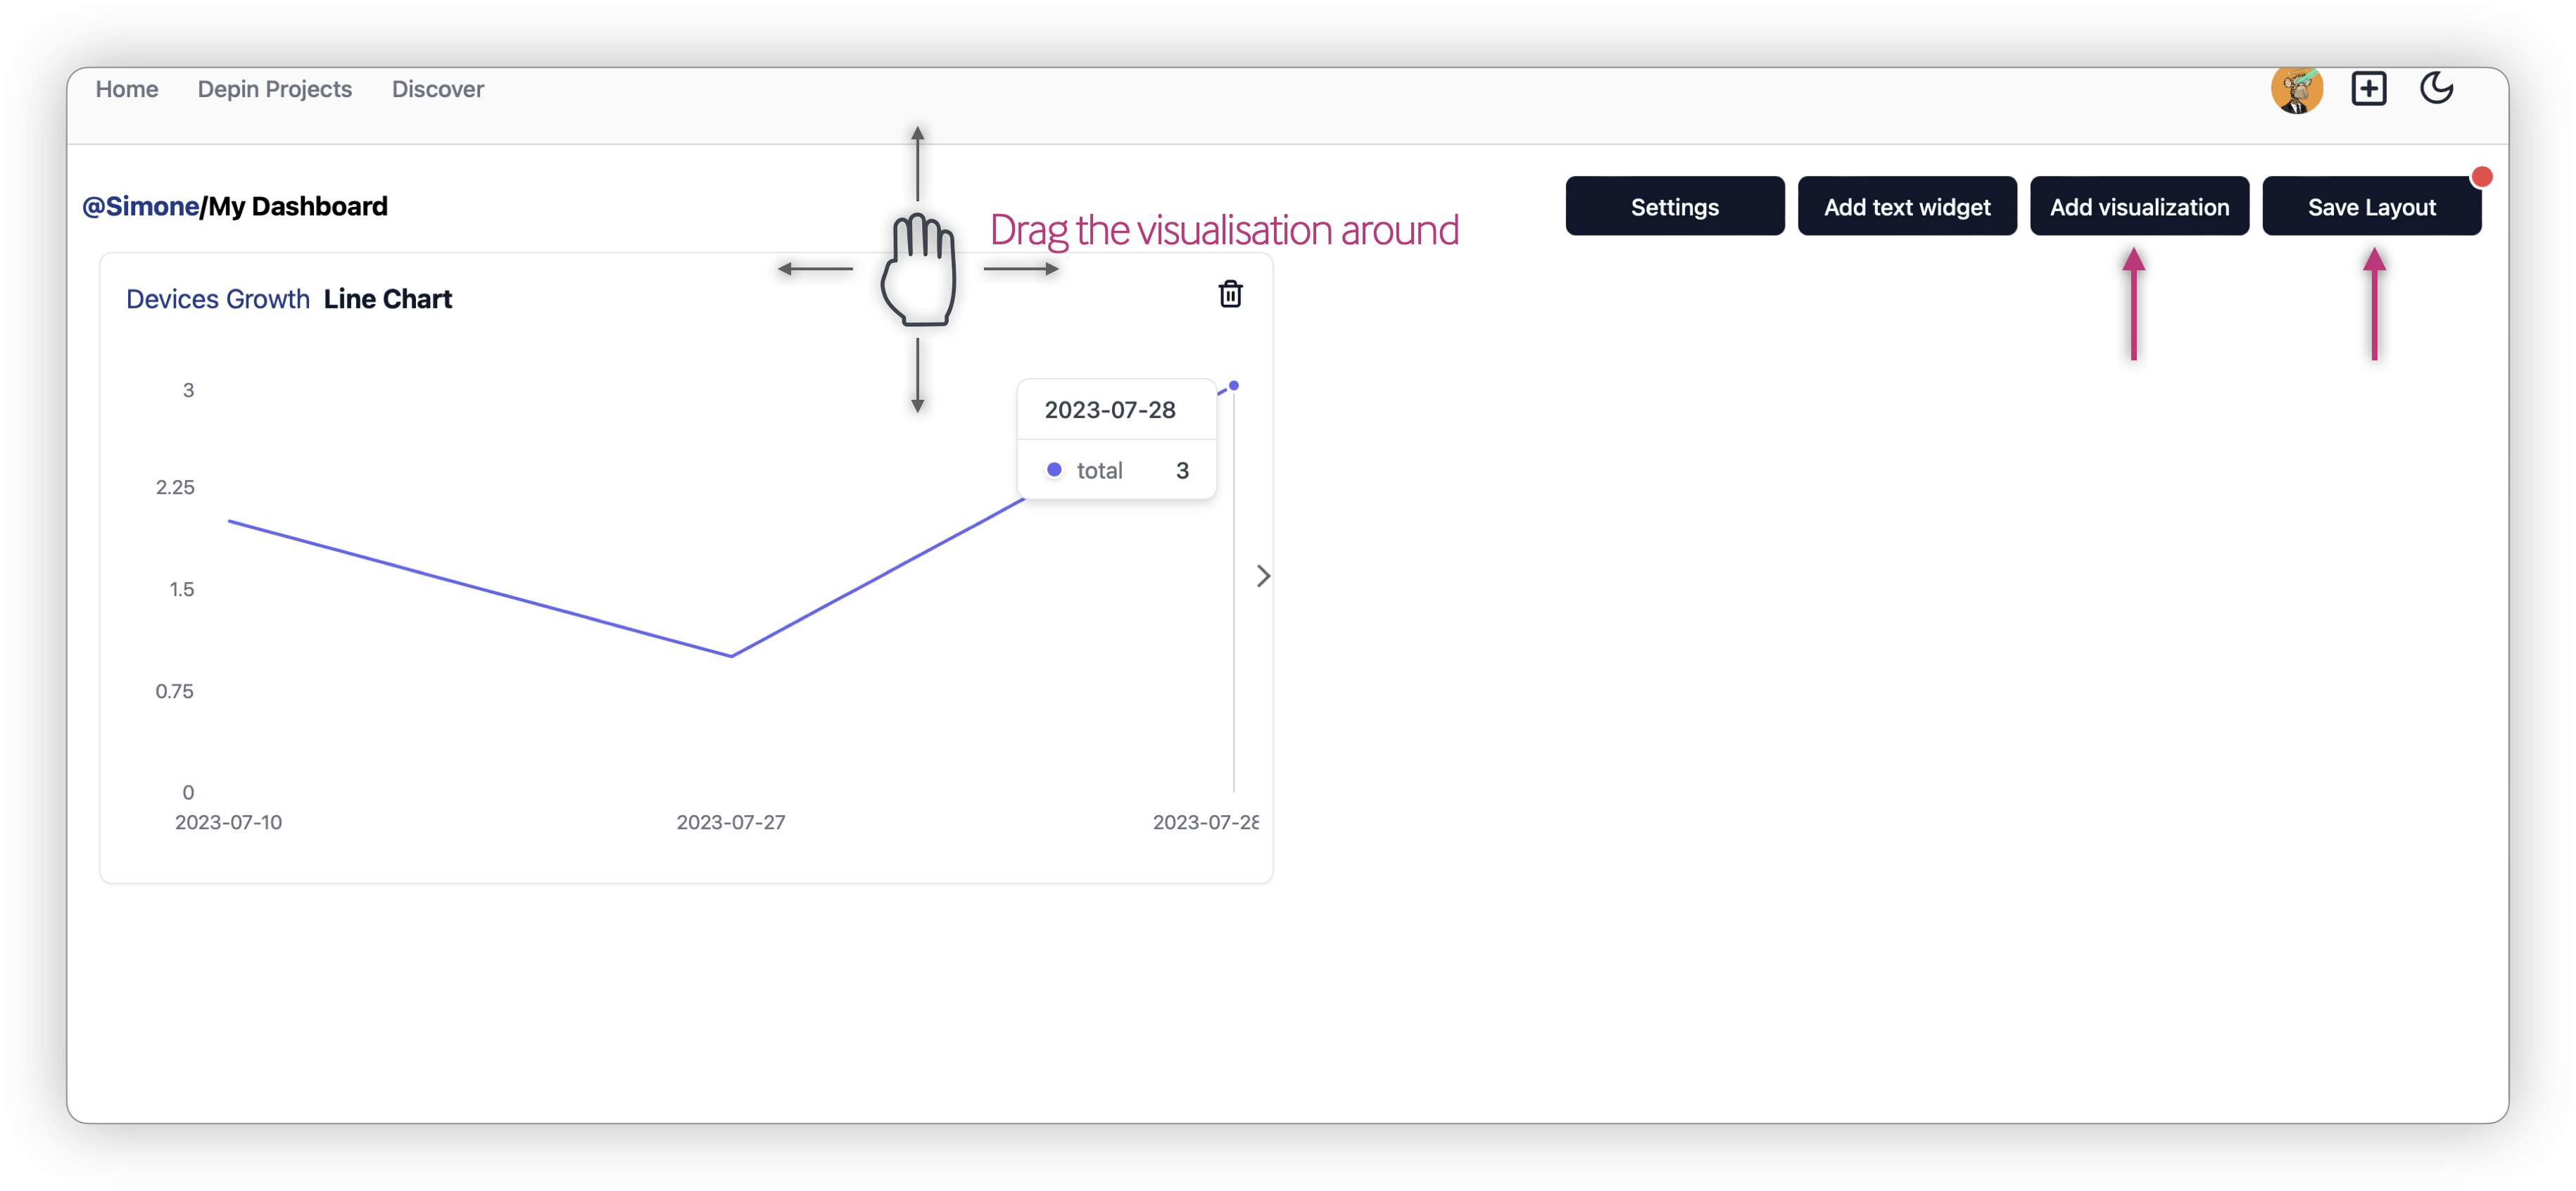 Home Depin Projects Discover
@Simone/My Dashboard
Drag the visualisation around
Settings Add text widget Add visualization Save Layout
Devices Growth Line Chart
3
2.25
1.5
0.75
0
2023-07-28
total 3
2023-07-10 2023-07-27 2023-07-28